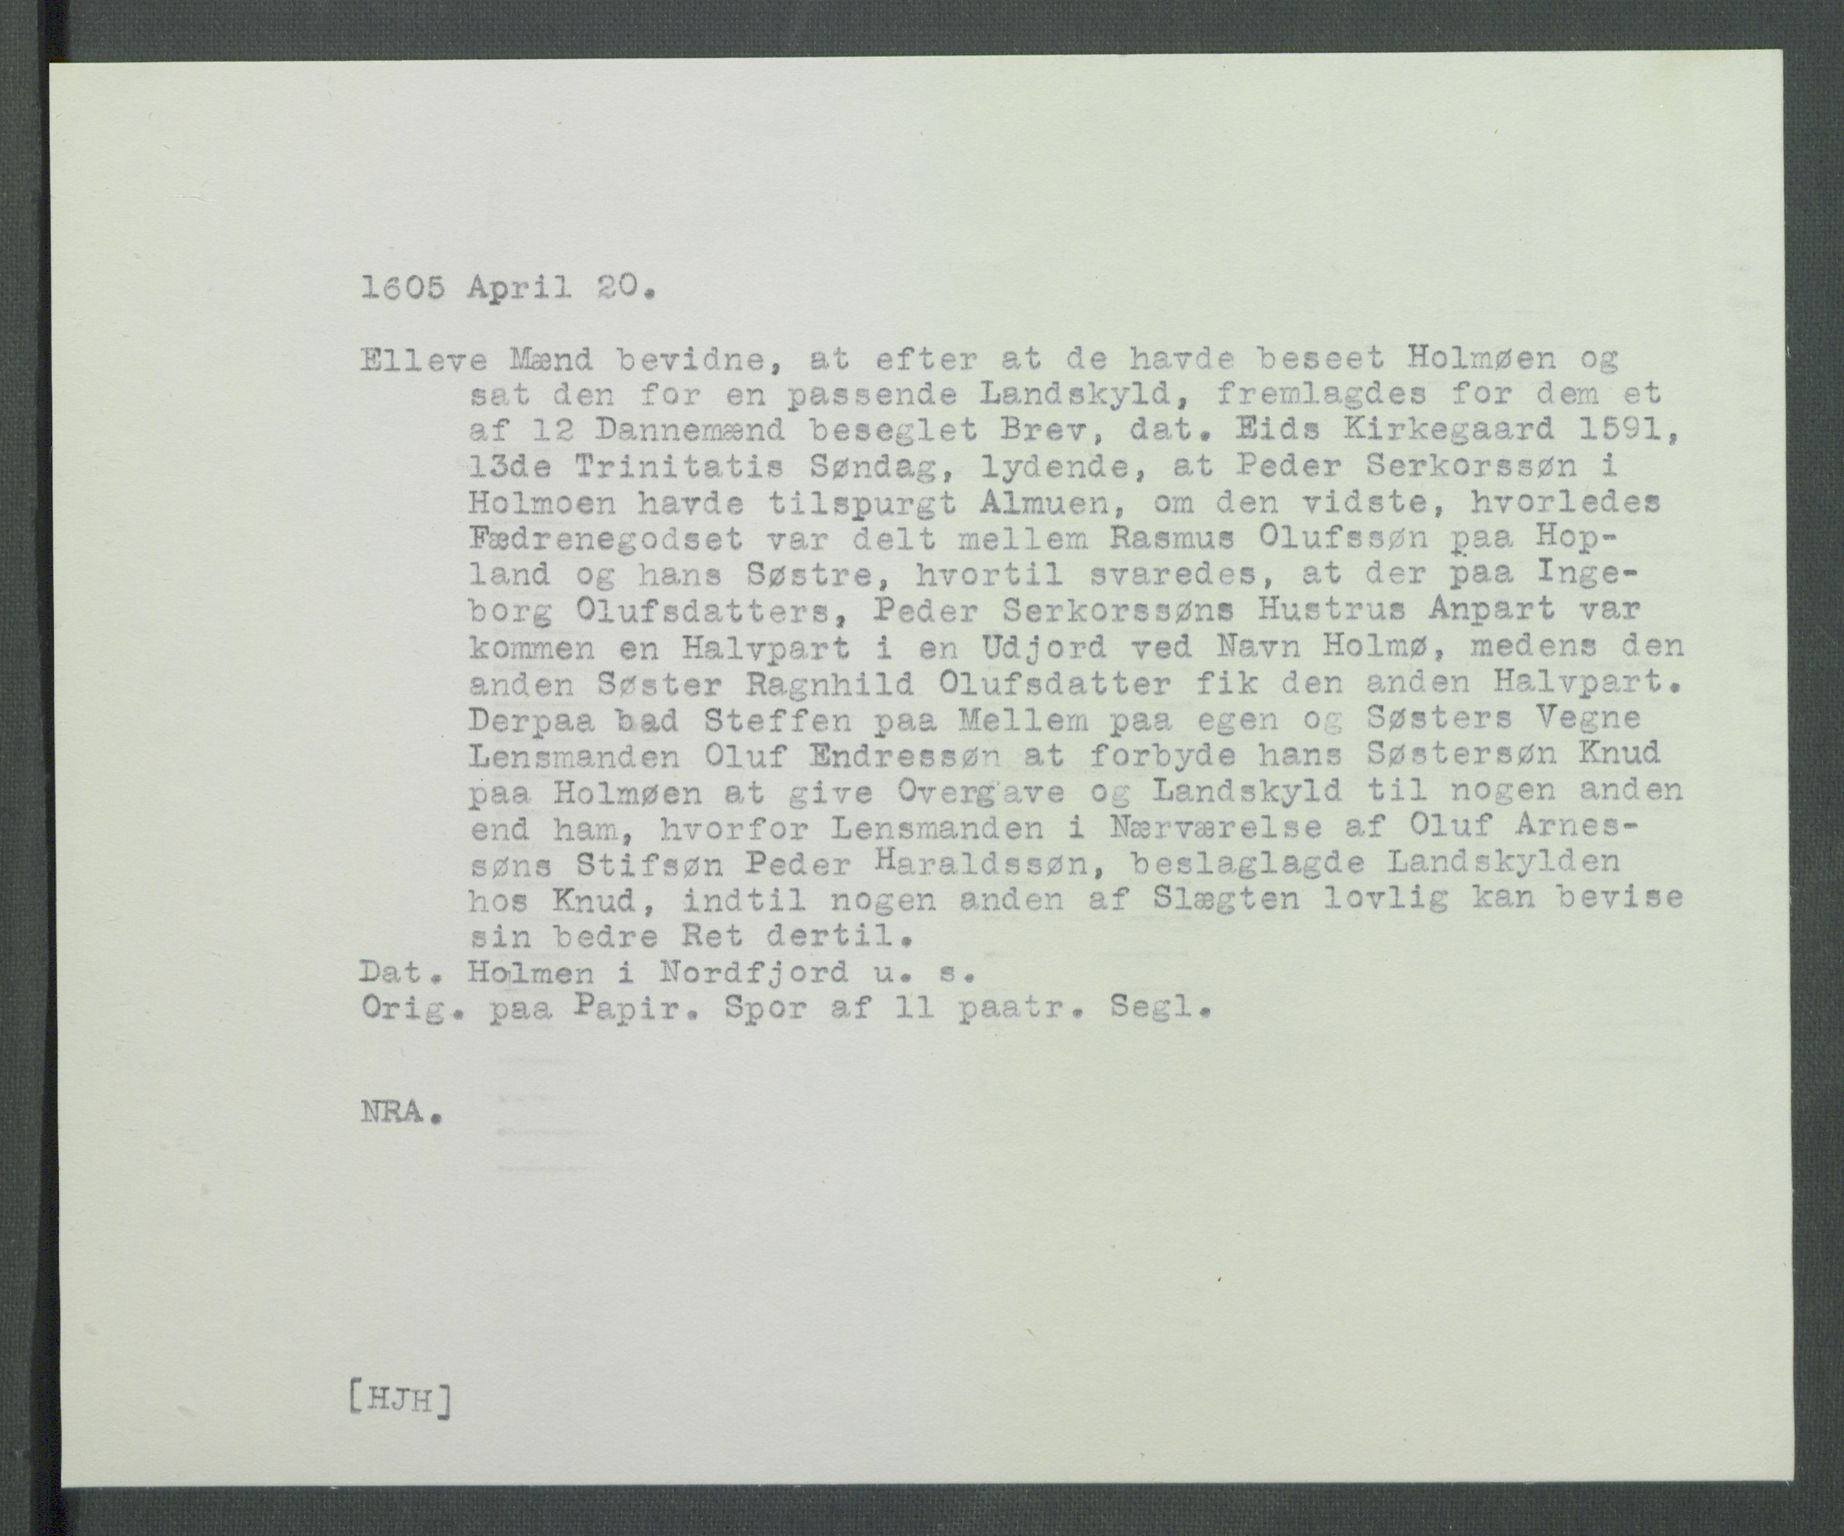 1605 April 20.
Elleve Mænd bevidne, at efter at de havde beseet Holmøen og
sat den for en passende Landskyld, fremlagdes for dem et
af 12 Dannemænd beseglet Brev, dat. Eids Kirkegaard 1591,
13de Trinitatis Søndag, lydende, at Peder Serkorssøn i
Holmoen havde tilspurgt Almuen, om den vidste, hvorledes
Fædrenegodset var delt mellem Rasmus Olufssøn paa Hop-
land og hans Søstre, hvortil svaredes, at der paa Inge-
borg Olufsdatters, Peder Serkorssøns Hustrus Anpart var
kommen en Halvpart i en Udjord ved Navn Holmø, medens den
anden Søster Ragnhild Olufsdatter fik den anden Halvpart.
Derpaa bad Steffen paa Mellem paa egen og Søsters Vegne
Lensmanden Oluf Endressøn at forbyde hans Søstersøn Knud
paa Holmøen at give Overgave og Landskyld til nogen anden
end ham, hvorfor Lensmanden i Nærværelse af Oluf Arnes-
søns Stifsøn Peder Haraldssøn, beslaglagde Landskylden
hos Knud, indtil nogen anden af Slægten lovlig kan bevise
sin bedre Ret dertil.
Dat. Holmen i Nordfjord u. s.
Orig. paa Papir. Spor af 11 paatr. Segl.
NRA.
[HJH]